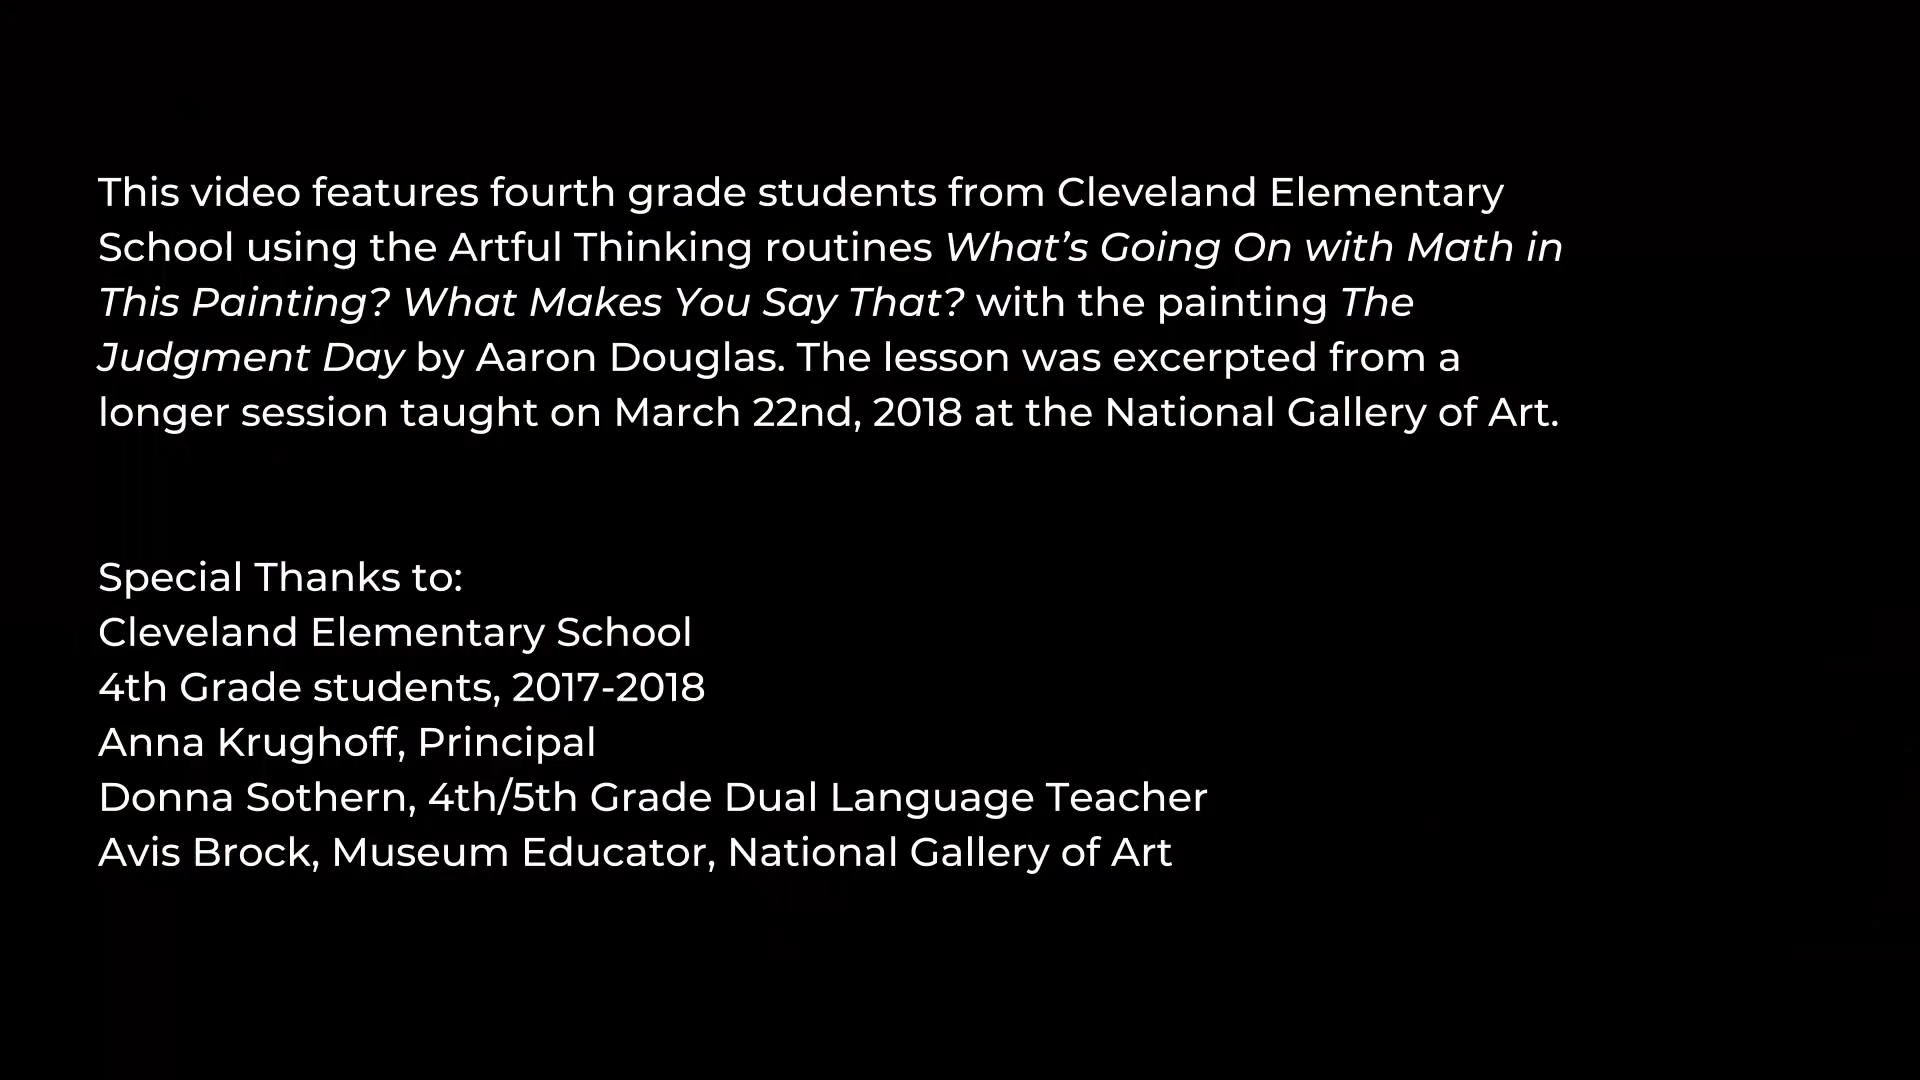 This video features fourth grade students from Cleveland Elementary
School using the Artful Thinking routines What’s Going On with Math in
This Painting? What Makes You Say That? with the painting The
Judgment Day by Aaron Douglas. The lesson was excerpted from a
longer session taught on March 22nd, 2018 at the National Gallery of Art.
Special Thanks to:
Cleveland Elementary School
4th Grade students, 2017-2018
Anna Krughoff, Principal
Donna Sothern, 4th/5th Grade Dual Language Teacher
Avis Brock, Museum Educator, National Gallery of Art